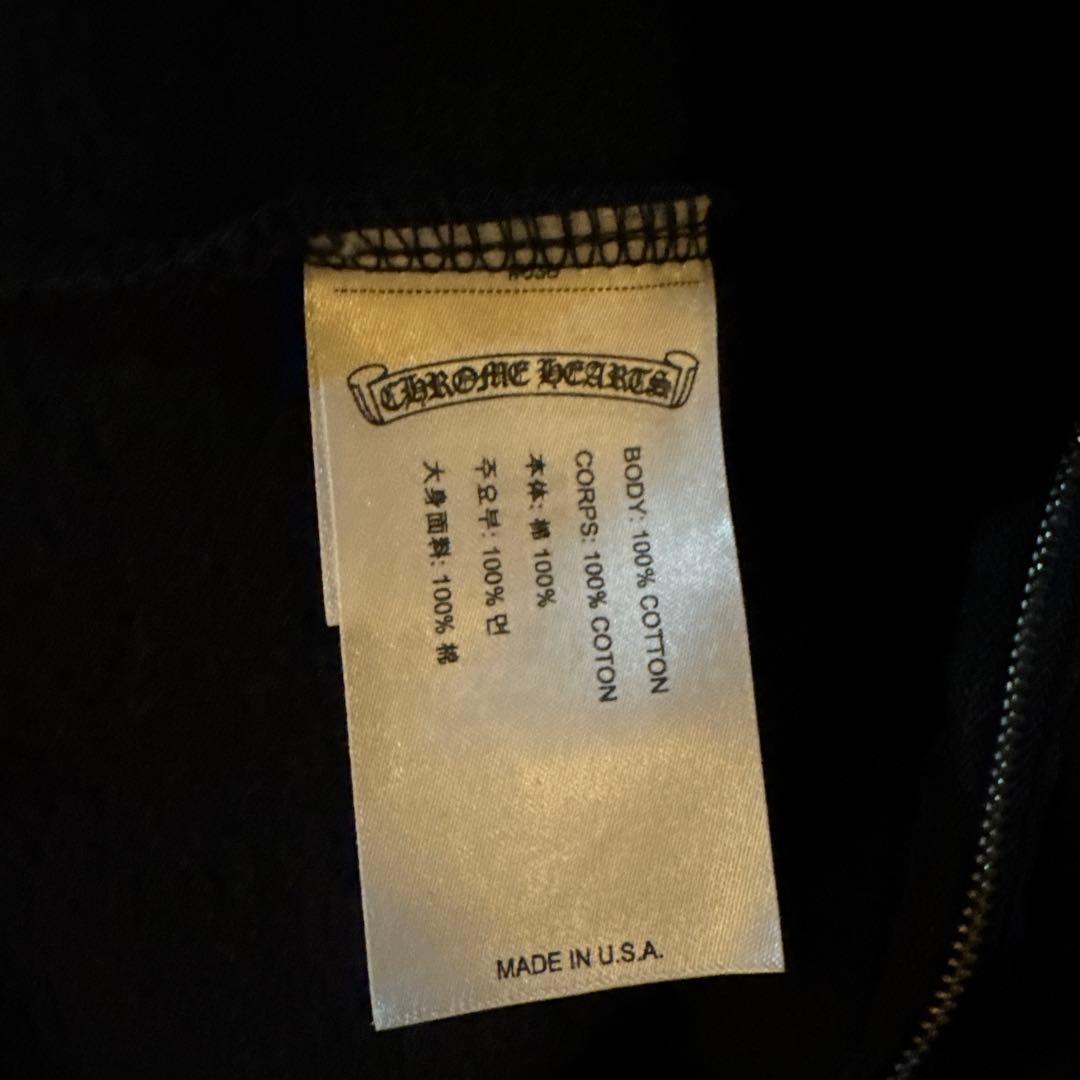 CHROME HEARTS
BODY: 100% COTTON
CORPS: 100% COTON
本体: 棉 100%
주요부: 100% 면
大身面料: 100% 棉
MADE IN U.S.A.